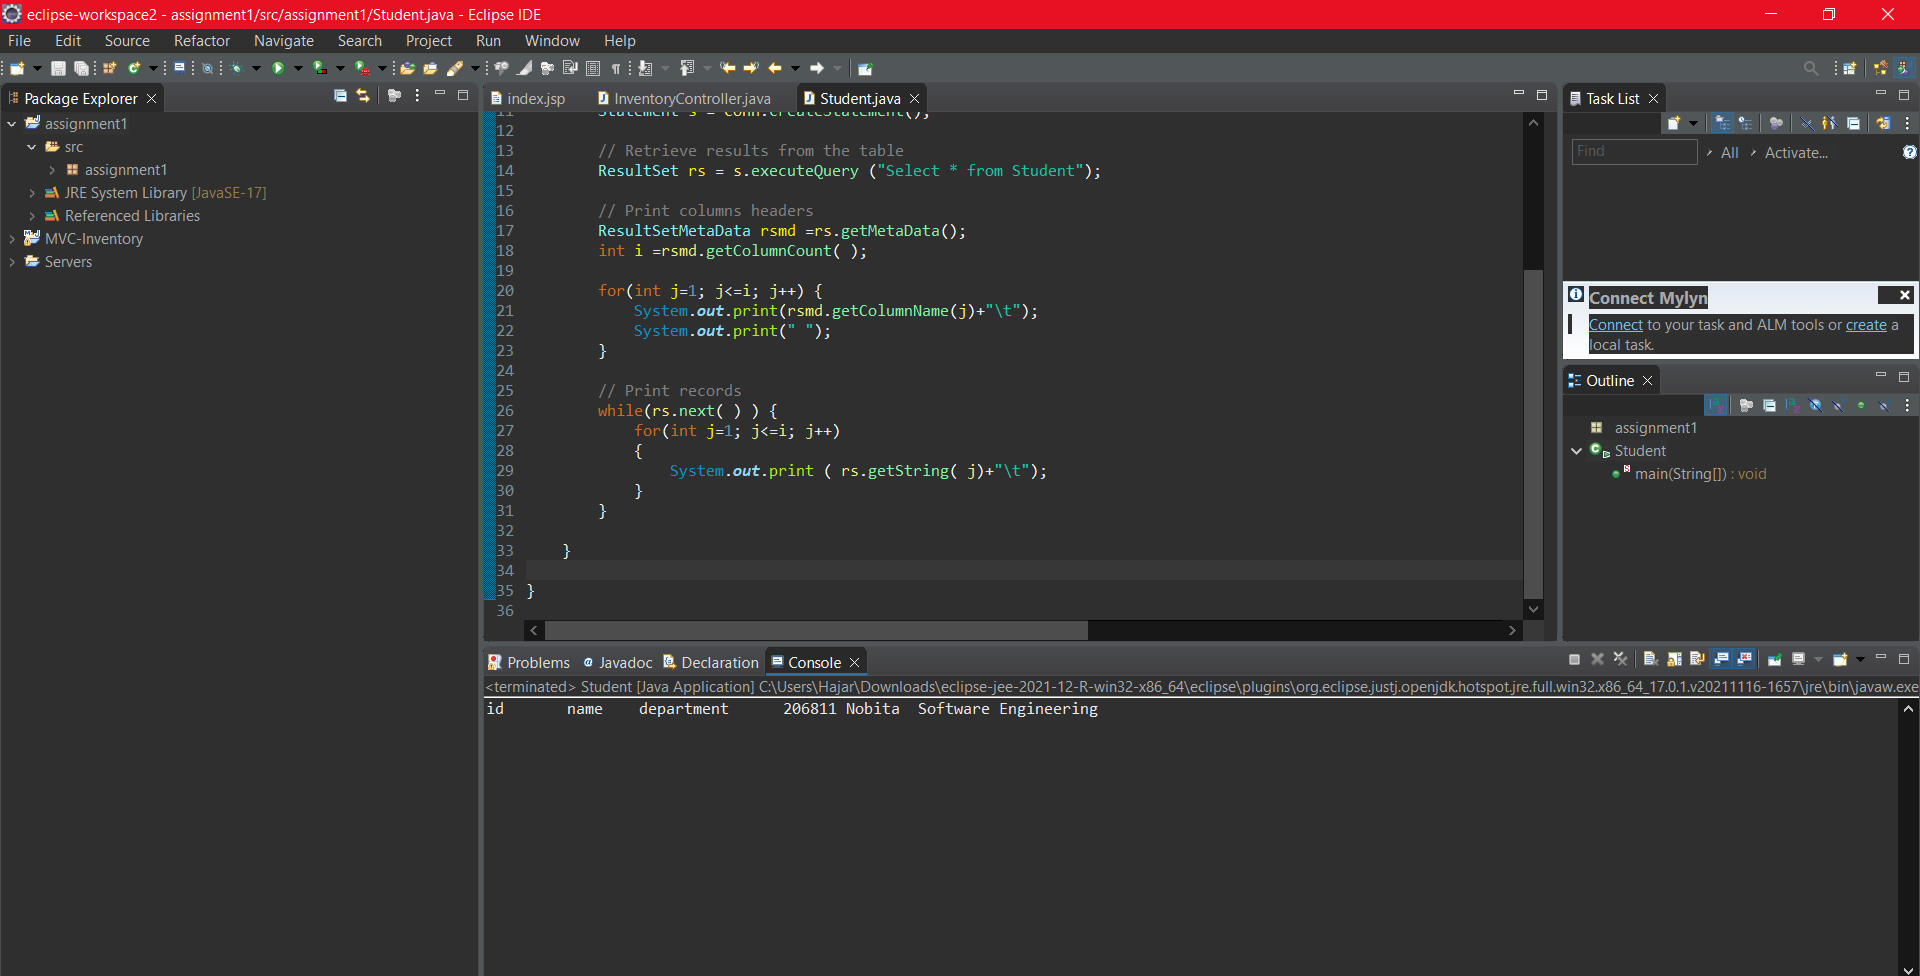 eclipse-workspace2 - assignment1/src/assignment1/Student.java - Eclipse IDE
File Edit Source Refactor Navigate Search Project Run Window Help
Package Explorer
assignment1
src
assignment1
JRE System Library [JavaSE-17]
Referenced Libraries
MVC-Inventory
Servers
index.jsp InventoryController.java Student.java
11 Statement s = conn.createStatement();
12
13 // Retrieve results from the table
14 ResultSet rs = s.executeQuery ("Select * from Student");
15
16 // Print columns headers
17 ResultSetMetaData rsmd =rs.getMetaData();
18 int i =rsmd.getColumnCount( );
19
20 for(int j=1; j<=i; j++) {
21 System.out.print(rsmd.getColumnName(j)+"\t");
22 System.out.print(" ");
23 }
24
25 // Print records
26 while(rs.next( ) ) {
27 for(int j=1; j<=i; j++)
28 {
29 System.out.print ( rs.getString( j)+"\t");
30 }
31 }
32
33 }
34
35 }
36
Task List
Find All Activate...
Connect Mylyn
Connect to your task and ALM tools or create a
local task.
Outline
assignment1
Student
main(String[]) : void
Problems Javadoc Declaration Console
<terminated> Student [Java Application] C:\Users\Hajar\Downloads\eclipse-jee-2021-12-R-win32-x86_64\eclipse\plugins\org.eclipse.justj.openjdk.hotspot.jre.full.win32.x86_64_17.0.1.v20211116-1657\jre\bin\javaw.exe
id name department 206811 Nobita Software Engineering